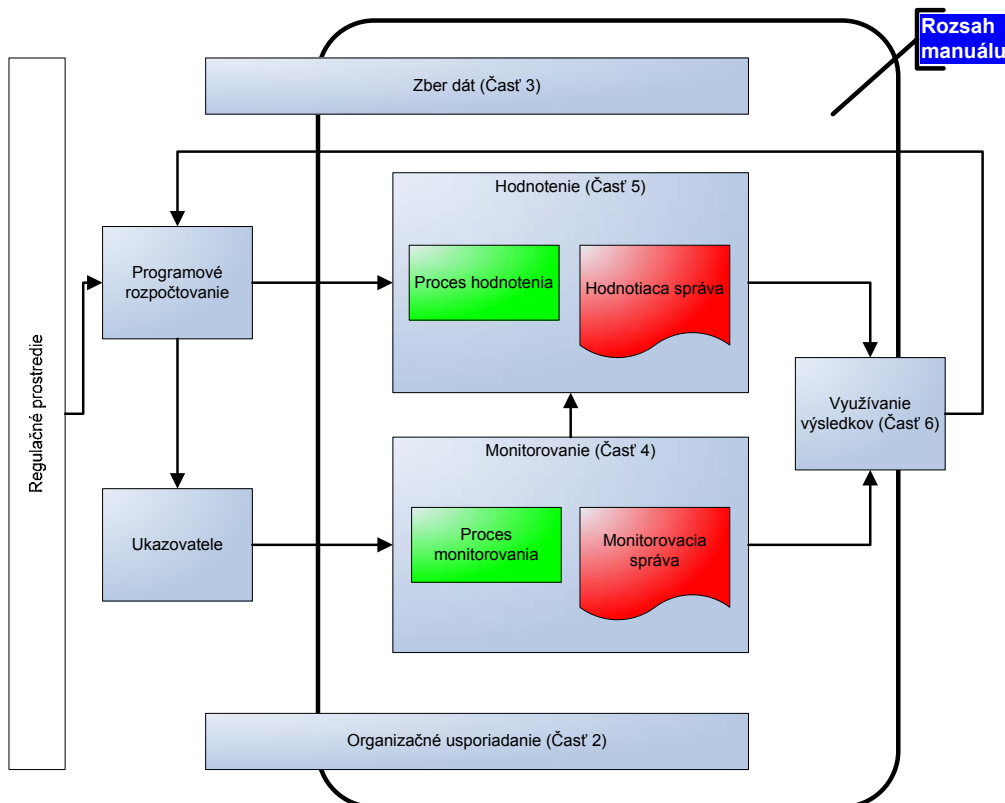 Rozsah
manuálu
Zber dát (Časť 3)
Regulačné prostredie
Hodnotenie (Časť 5)
Programové
rozpočtovanie
Proces hodnotenia
Hodnotiaca správa
Využívanie
výsledkov (Časť 6)
Monitorovanie (Časť 4)
Ukazovatele
Proces
monitorovania
Monitorovacia
správa
Organizačné usporiadanie (Časť 2)